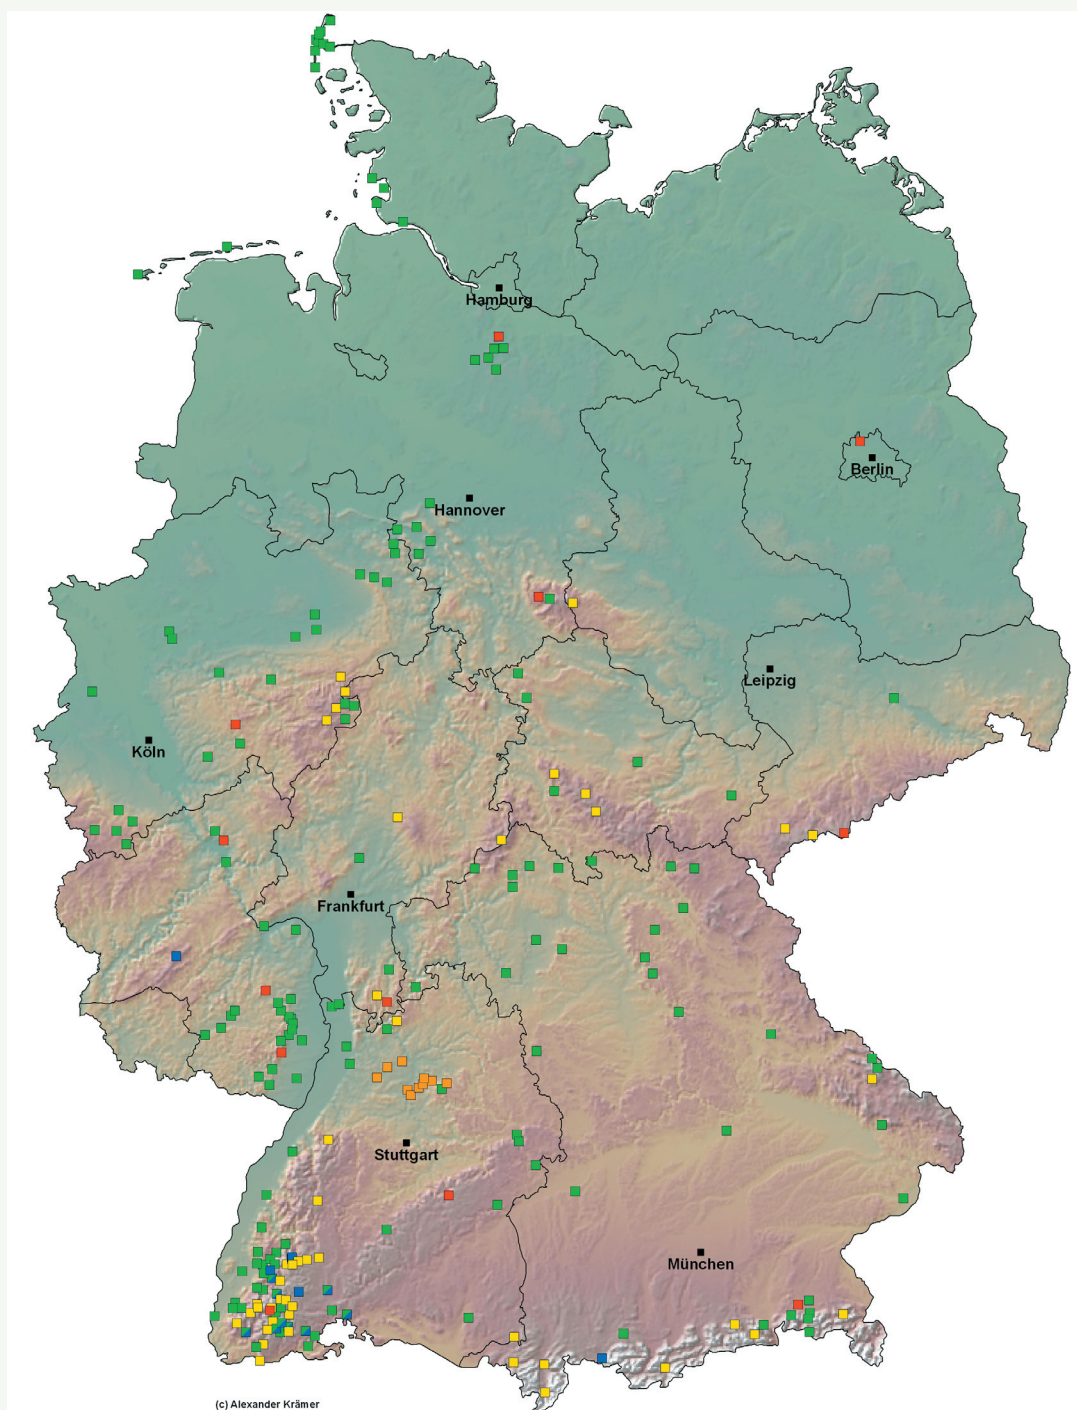 Hamburg
Berlin
Hannover
Leipzig
Köln
Frankfurt
Stuttgart
München
(c) Alexander Krämer